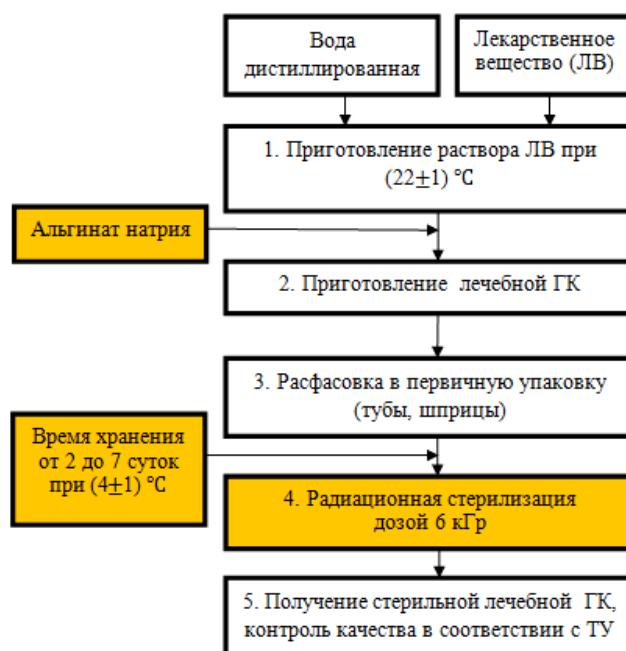 Вода
дистиллированная
Лекарственное
вещество (ЛВ)
1. Приготовление раствора ЛВ при
(22±1) ℃
Альгинат натрия
2. Приготовление лечебной ГК
3. Расфасовка в первичную упаковку
(тубы, шприцы)
Время хранения
от 2 до 7 суток
при (4±1) ℃
4. Радиационная стерилизация
дозой 6 кГр
5. Получение стерильной лечебной ГК,
контроль качества в соответствии с ТУ